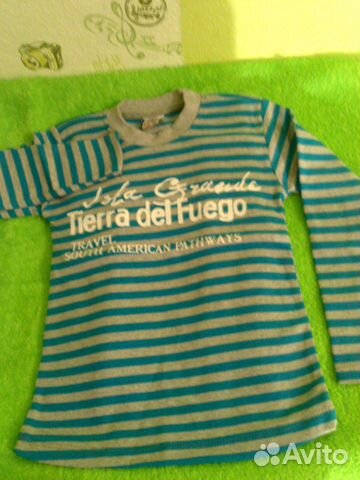 Isla Grande
Tierra del Fuego
TRAVEL
SOUTH AMERICAN PATHWAYS
Avito